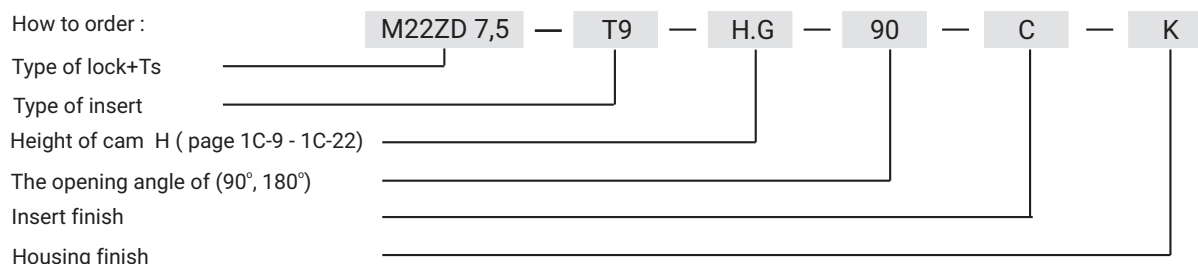 How to order :
M22ZD 7,5 — T9 — H.G — 90 — C — K
Type of lock+Ts
Type of insert
Height of cam H ( page 1C-9 - 1C-22)
The opening angle of (90°, 180°)
Insert finish
Housing finish